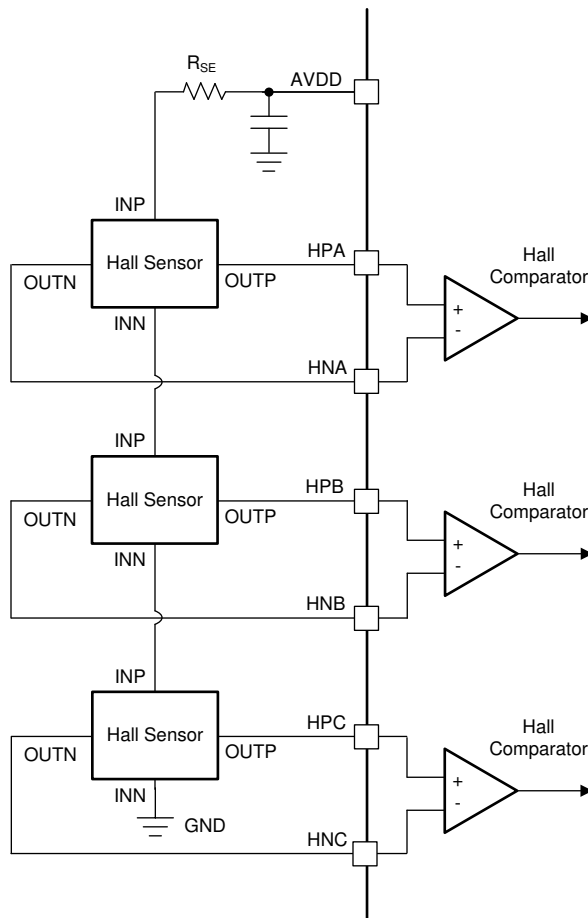 RSE
AVDD
INP
Hall Sensor
OUTN
OUTP
INN
HPA
HNA
Hall
Comparator
+
-
INP
Hall Sensor
OUTN
OUTP
INN
HPB
HNB
Hall
Comparator
+
-
INP
Hall Sensor
OUTN
OUTP
INN
GND
HPC
HNC
Hall
Comparator
+
-